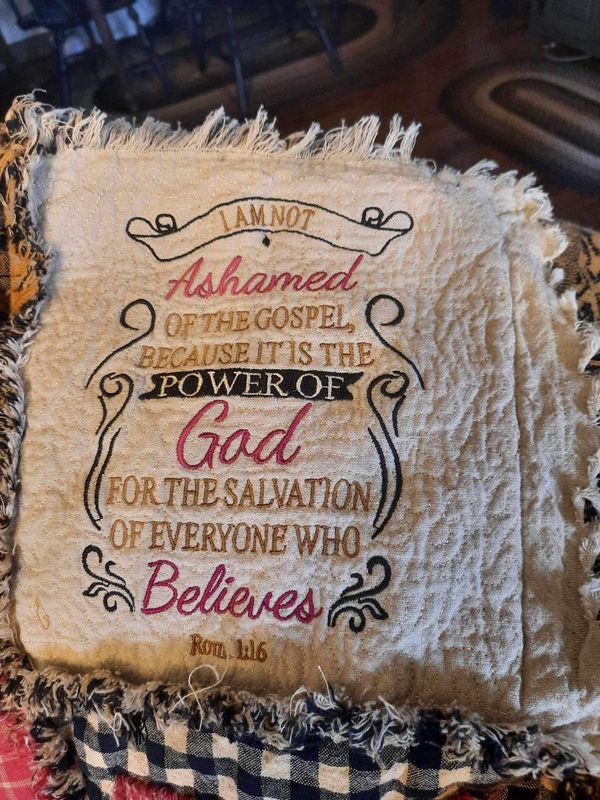 I AM NOT
Ashamed
OF THE GOSPEL,
BECAUSE IT IS THE
POWER OF
God
FOR THE SALVATION
OF EVERYONE WHO
Believes
Rom. 1:16